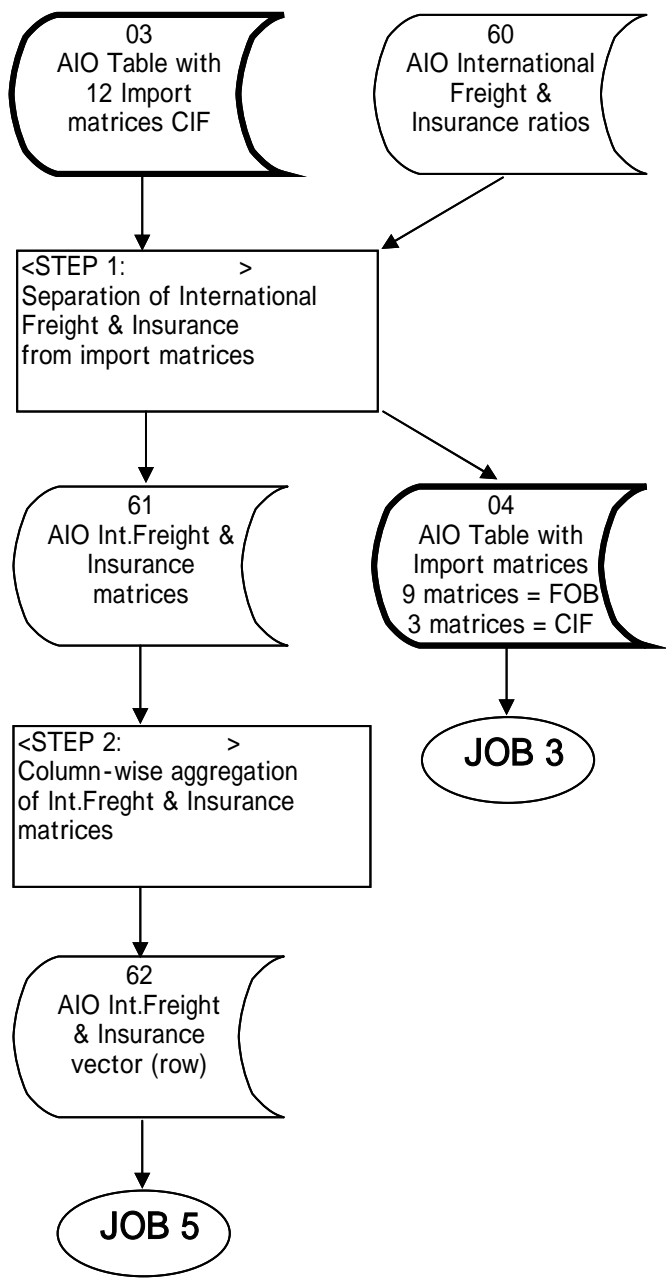 03
AIO Table with
12 Import
matrices CIF
60
AIO International
Freight &
Insurance ratios
<STEP 1: >
Separation of International
Freight & Insurance
from import matrices
61
AIO Int.Freight &
Insurance
matrices
04
AIO Table with
Import matrices
9 matrices = FOB
3 matrices = CIF
<STEP 2: >
Column-wise aggregation
of Int.Freght & Insurance
matrices
JOB 3
62
AIO Int.Freight
& Insurance
vector (row)
JOB 5